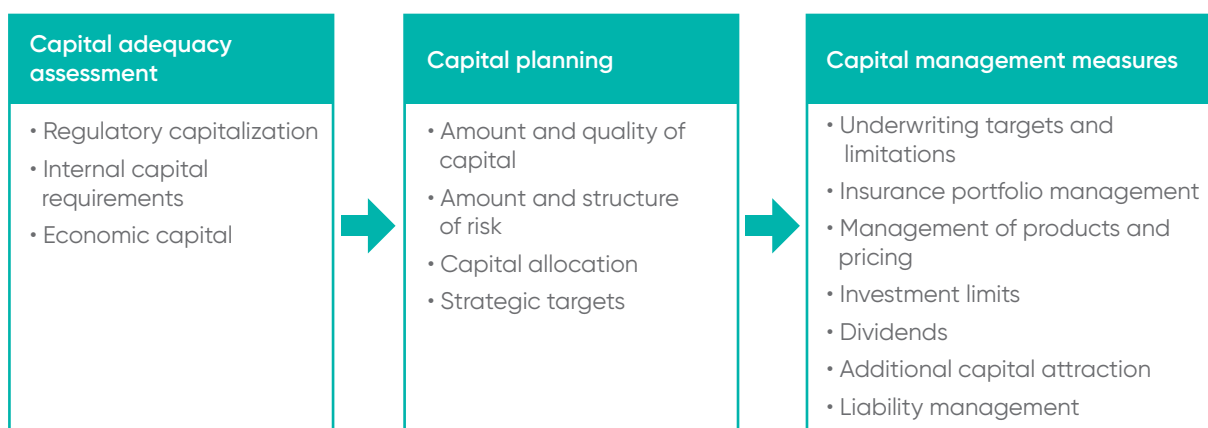 Capital adequacy
assessment
• Regulatory capitalization
• Internal capital
requirements
• Economic capital
Capital planning
• Amount and quality of
capital
• Amount and structure
of risk
• Capital allocation
• Strategic targets
Capital management measures
• Underwriting targets and
limitations
• Insurance portfolio management
• Management of products and
pricing
• Investment limits
• Dividends
• Additional capital attraction
• Liability management